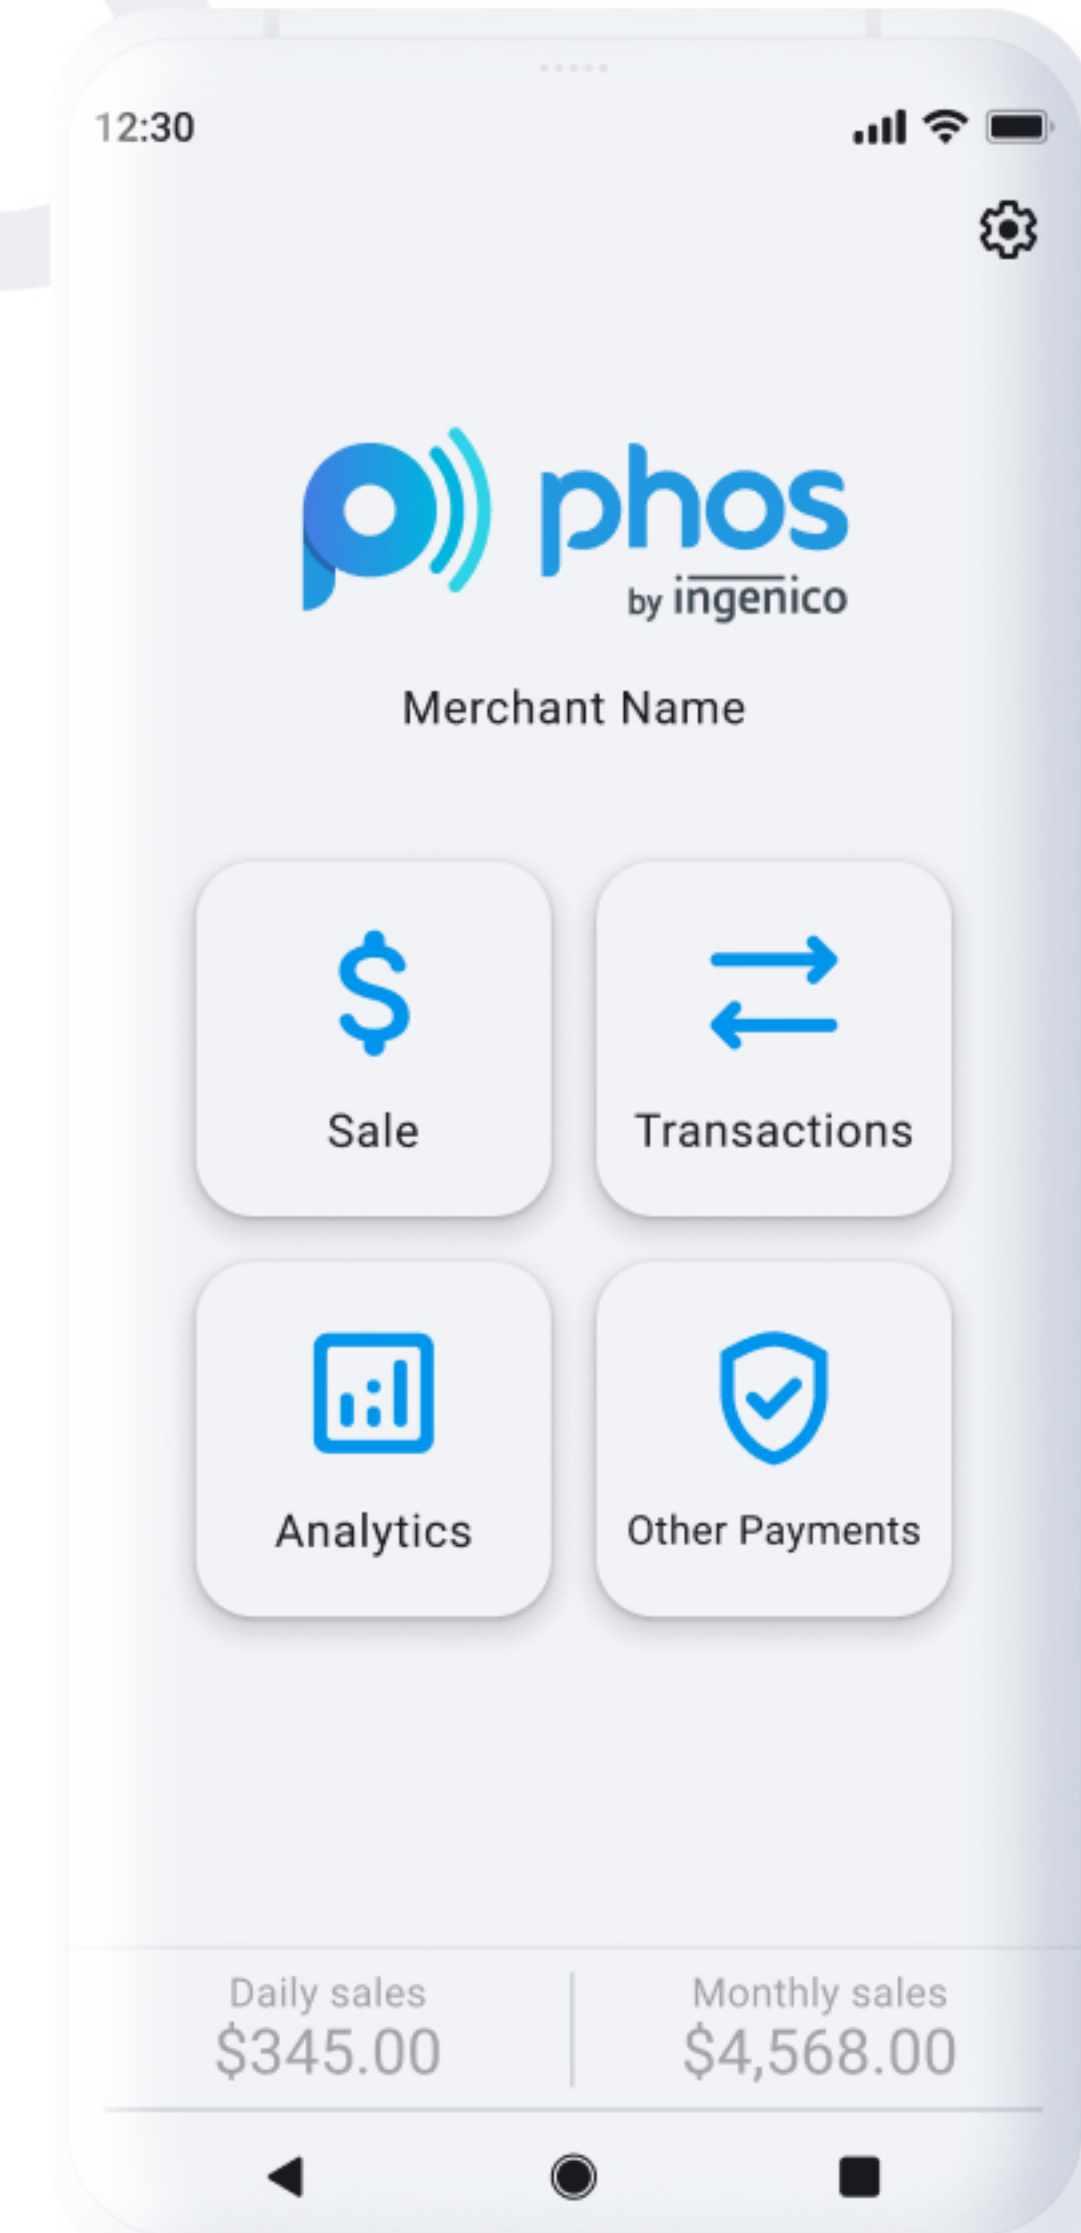 12:30
phos
by ingenico
Merchant Name
Sale
Transactions
Analytics
Other Payments
Daily sales
Monthly sales
$345.00
$4,568.00